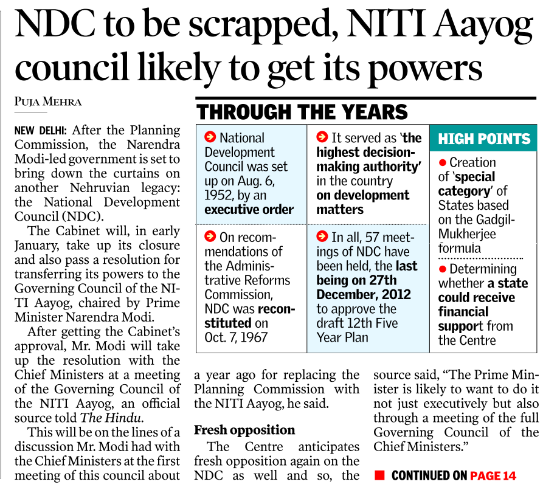 NDC to be scrapped, NITI Aayog
council likely to get its powers
PUJA MEHRA
NEW DELHI: After the Planning
Commission, the Narendra
Modi-led government is set to
bring down the curtains on
another Nehruvian legacy:
the National Development
Council (NDC).
The Cabinet will, in early
January, take up its closure
and also pass a resolution for
transferring its powers to the
Governing Council of the NI-
TI Aayog, chaired by Prime
Minister Narendra Modi.
After getting the Cabinet's
approval, Mr. Modi will take
up the resolution with the
Chief Ministers at a meeting
of the Governing Council of
the NITI Aayog, an official
source told The Hindu.
This will be on the lines of a
discussion Mr. Modi had with
the Chief Ministers at the first
meeting of this council about
THROUGH THE YEARS
National
Development
Council was set
up on Aug. 6,
1952, by an
executive order
It served as 'the
highest decision-
making authority'
in the country
on development
matters
On recom-
mendations of
the Adminis-
trative Reforms
Commission,
NDC was recon-
stituted on
Oct. 7, 1967
In all, 57 meet-
ings of NDC have
been held, the last
being on 27th
December, 2012
to approve the
draft 12th Five
Year Plan
HIGH POINTS
• Creation
of 'special
category' of
States based
on the Gadgil-
Mukherjee
formula
• Determining
whether a state
could receive
financial
support from
the Centre
a year ago for replacing the
Planning Commission with
the NITI Aayog, he said.
Fresh opposition
The Centre anticipates
fresh opposition again on the
NDC as well and so, the
source said, "The Prime Min-
ister is likely to want to do it
not just executively but also
through a meeting of the full
Governing Council of the
Chief Ministers."
CONTINUED ON PAGE 14